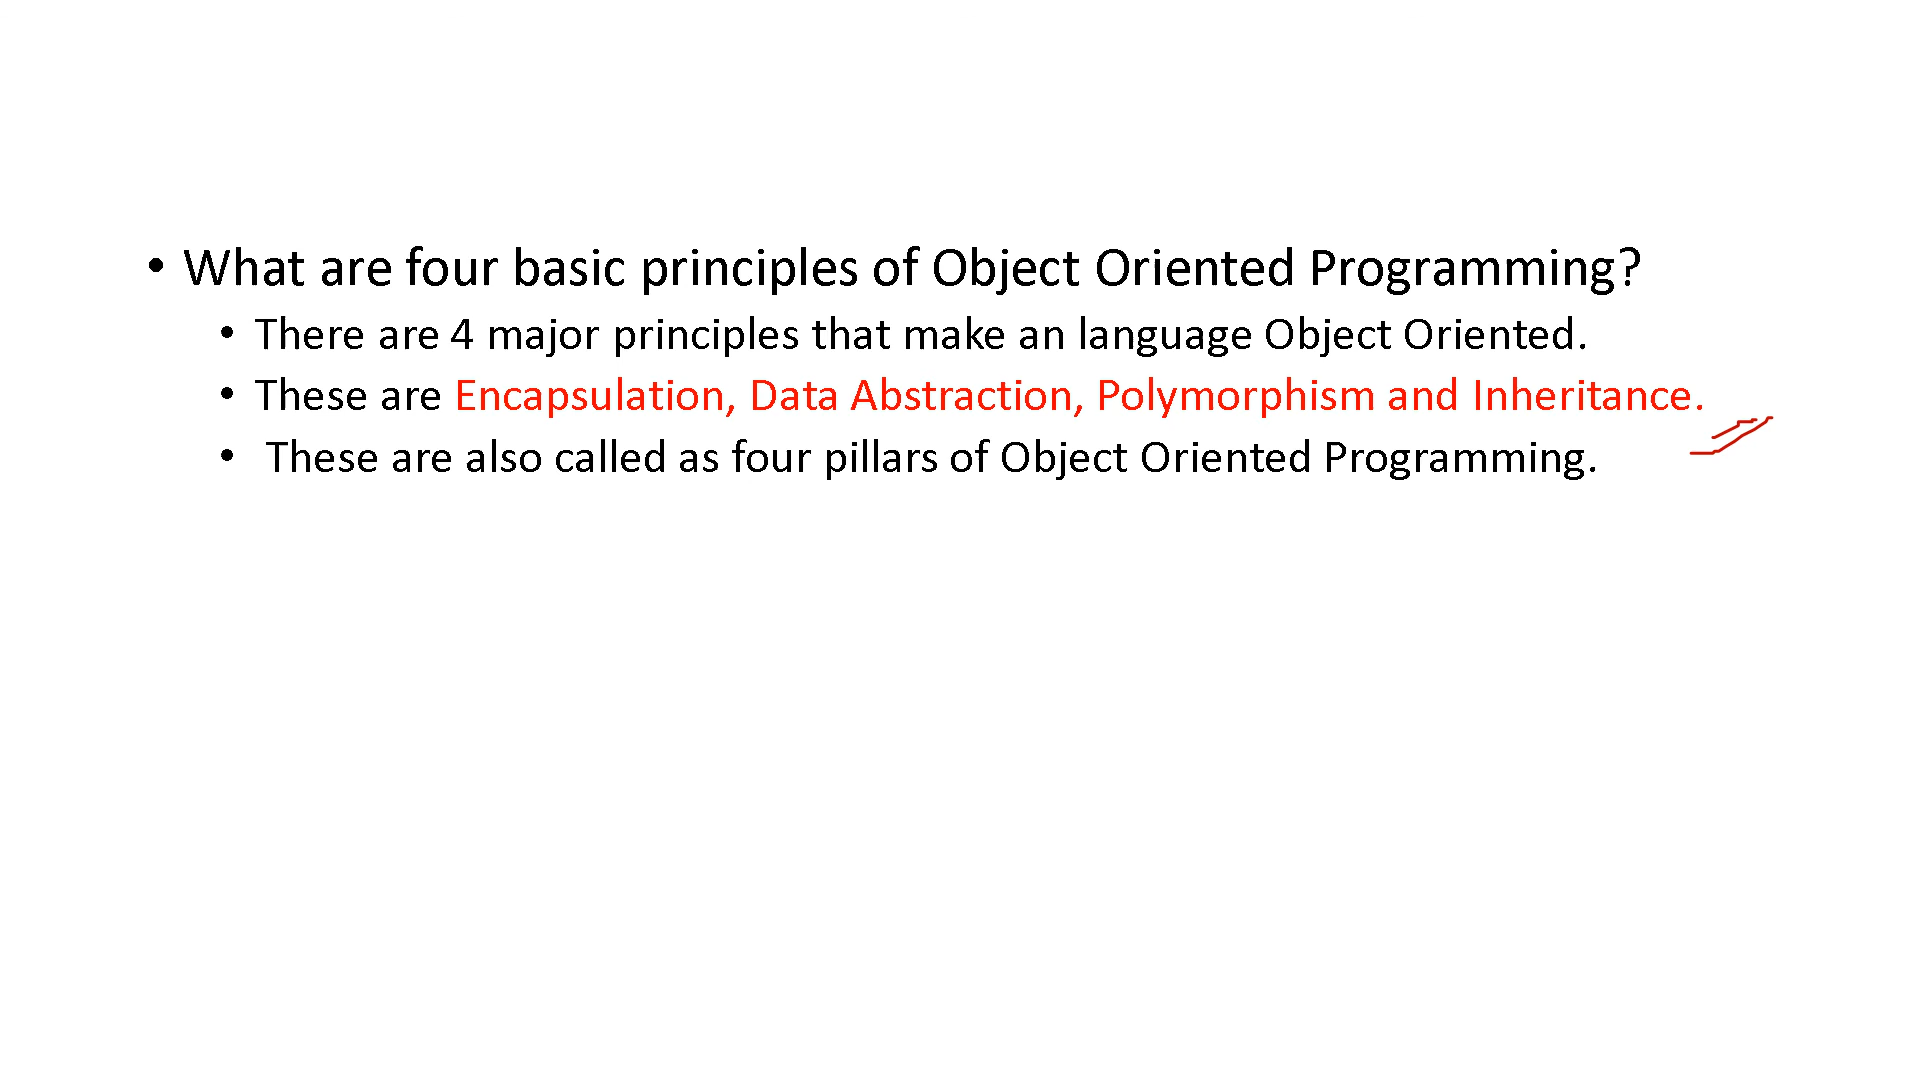 • What are four basic principles of Object Oriented Programming?
• There are 4 major principles that make an language Object Oriented.
• These are Encapsulation, Data Abstraction, Polymorphism and Inheritance.
• These are also called as four pillars of Object Oriented Programming.